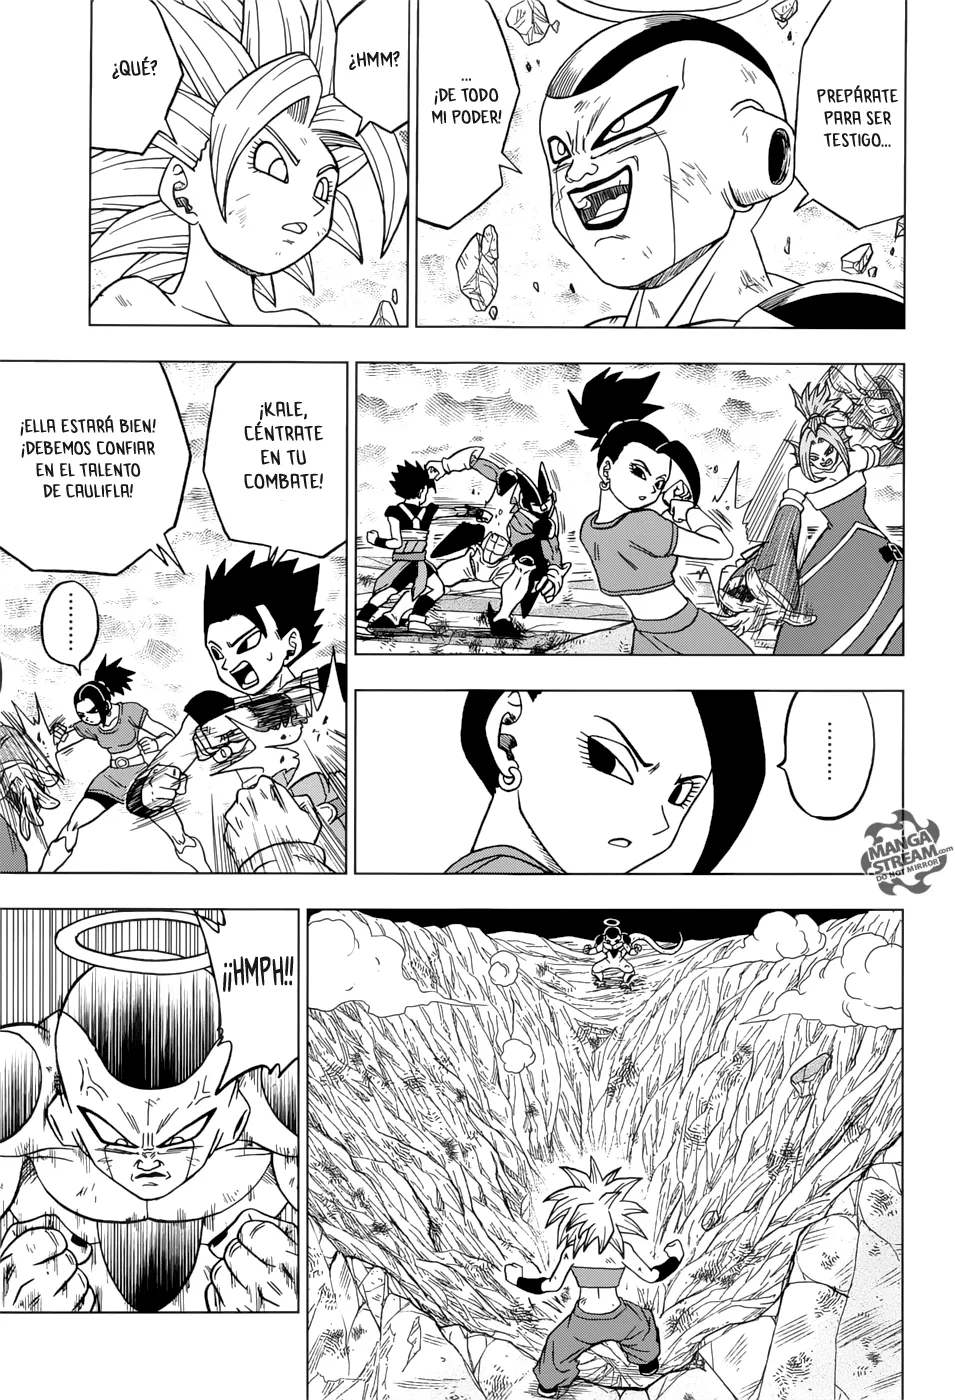 PREPÁRATE
PARA SER
TESTIGO...
...
¡DE TODO
MI PODER!
¿HMM?
¿QUÉ?
¡KALE,
CÉNTRATE
EN TU
COMBATE!
¡ELLA ESTARÁ BIEN!
¡DEBEMOS CONFIAR
EN EL TALENTO
DE CAULIFLA!
........
........
MANGA
STREAM.com
DO NOT MIRROR
¡¡HMPH!!